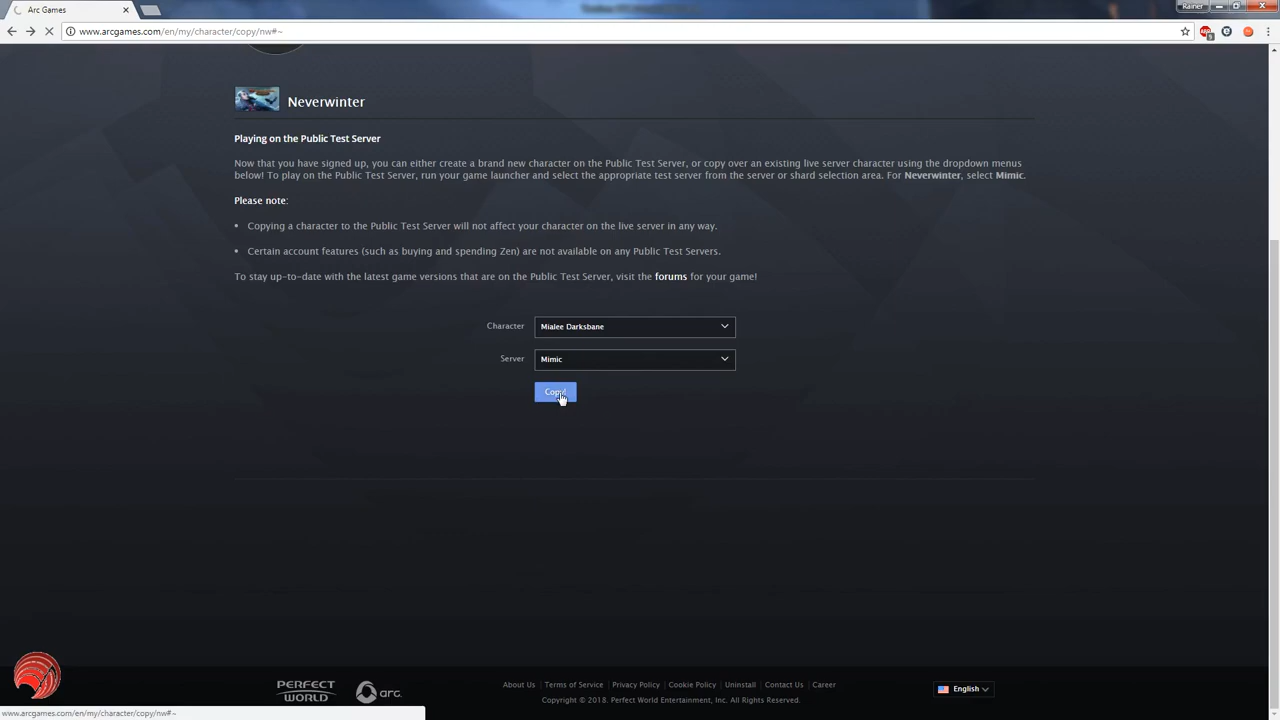 Arc Games
Rainer
www.arcgames.com/en/my/character/copy/nw#~
Neverwinter
Playing on the Public Test Server
Now that you have signed up, you can either create a brand new character on the Public Test Server, or copy over an existing live server character using the dropdown menus
below! To play on the Public Test Server, run your game launcher and select the appropriate test server from the server or shard selection area. For Neverwinter, select Mimic.
Please note:
Copying a character to the Public Test Server will not affect your character on the live server in any way.
Certain account features (such as buying and spending Zen) are not available on any Public Test Servers.
To stay up-to-date with the latest game versions that are on the Public Test Server, visit the forums for your game!
Character Mialee Darksbane
Server Mimic
Copy!
PERFECT WORLD arc.
About Us | Terms of Service | Privacy Policy | Cookie Policy | Uninstall | Contact Us | Career
English
Copyright © 2018. Perfect World Entertainment, Inc. All Rights Reserved.
www.arcgames.com/en/my/character/copy/nw#~